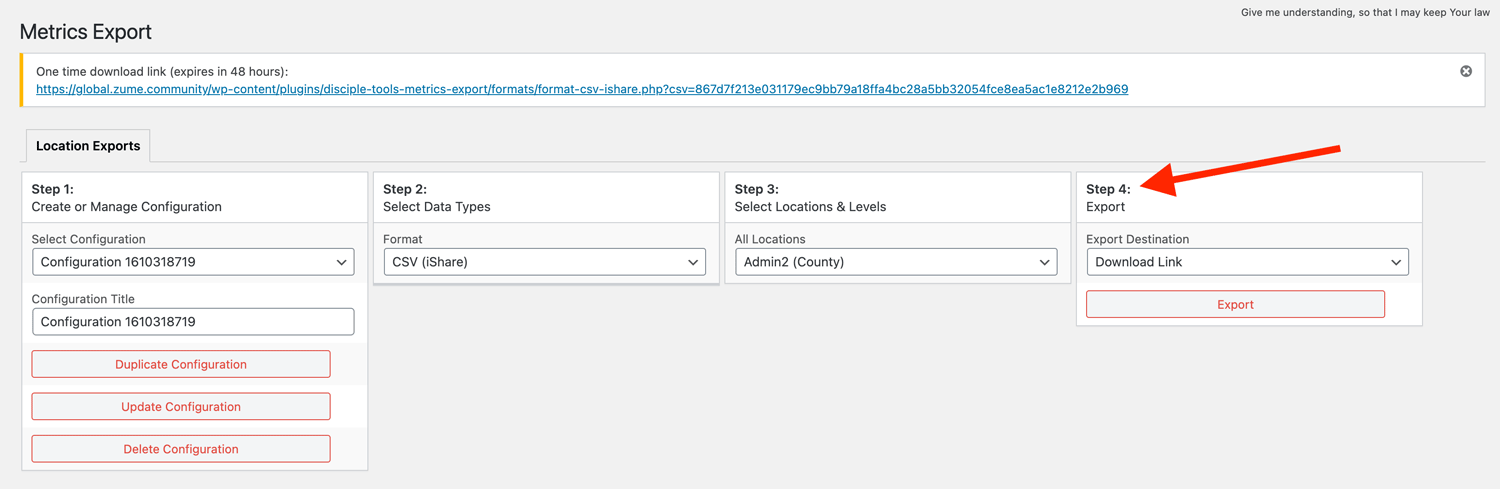 Give me understanding, so that I may keep Your law
Metrics Export
One time download link (expires in 48 hours):
https://global.zume.community/wp-content/plugins/disciple-tools-metrics-export/formats/format-csv-ishare.php?csv=867d7f213e031179ec9bb79a18ffa4bc28a5bb32054fce8ea5ac1e8212e2b969
Location Exports
Step 1:
Create or Manage Configuration
Select Configuration
Configuration 1610318719
Configuration Title
Configuration 1610318719
Duplicate Configuration
Update Configuration
Delete Configuration
Step 2:
Select Data Types
Format
CSV (iShare)
Step 3:
Select Locations & Levels
All Locations
Admin2 (County)
Step 4:
Export
Export Destination
Download Link
Export